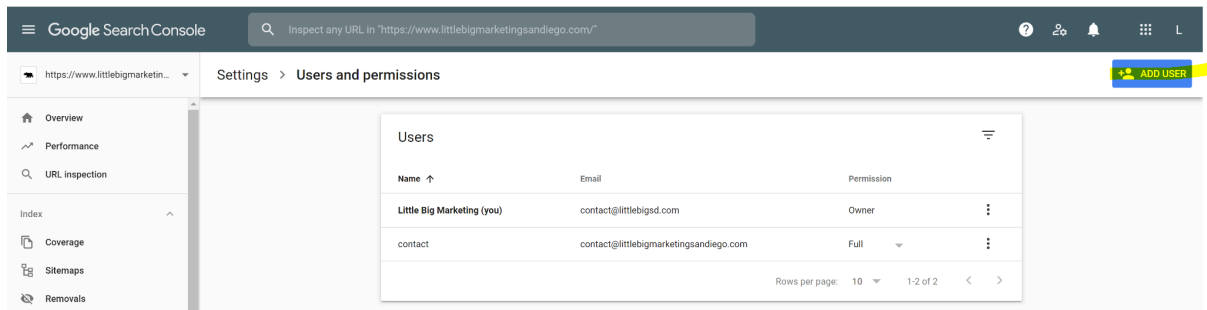 Google Search Console
Inspect any URL in "https://www.littlebigmarketingsandiego.com/"
L
https://www.littlebigmarketin...
Settings > Users and permissions
ADD USER
Overview
Performance
URL inspection
Index
Coverage
Sitemaps
Removals
Users
Name Email Permission
Little Big Marketing (you) contact@littlebigsd.com Owner
contact contact@littlebigmarketingsandiego.com Full
Rows per page: 10 1-2 of 2